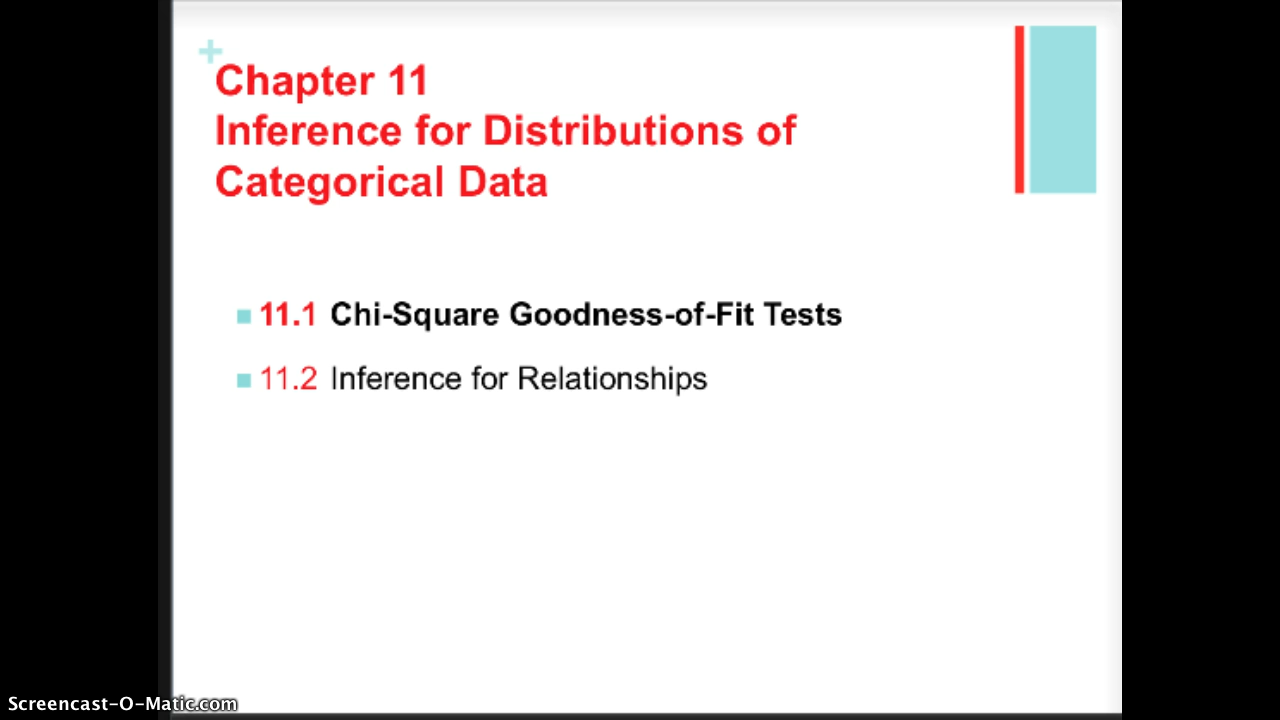 +
Chapter 11
Inference for Distributions of
Categorical Data
11.1 Chi-Square Goodness-of-Fit Tests
11.2 Inference for Relationships
Screencast-O-Matic.com